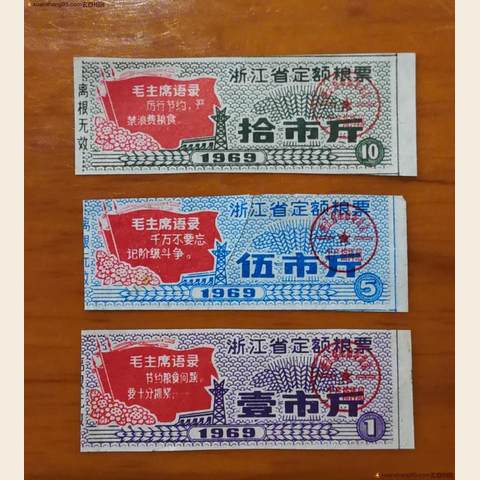 浙江省定额粮票
毛主席语录
厉行节约，严
禁浪费粮食。
离根无效
拾市斤
10
1969
浙江省定额粮票
毛主席语录
千万不要忘
记阶级斗争。
伍市斤
5
1969
浙江省定额粮票
毛主席语录
节约粮食问题，
要十分抓紧。
壹市斤
1
1969